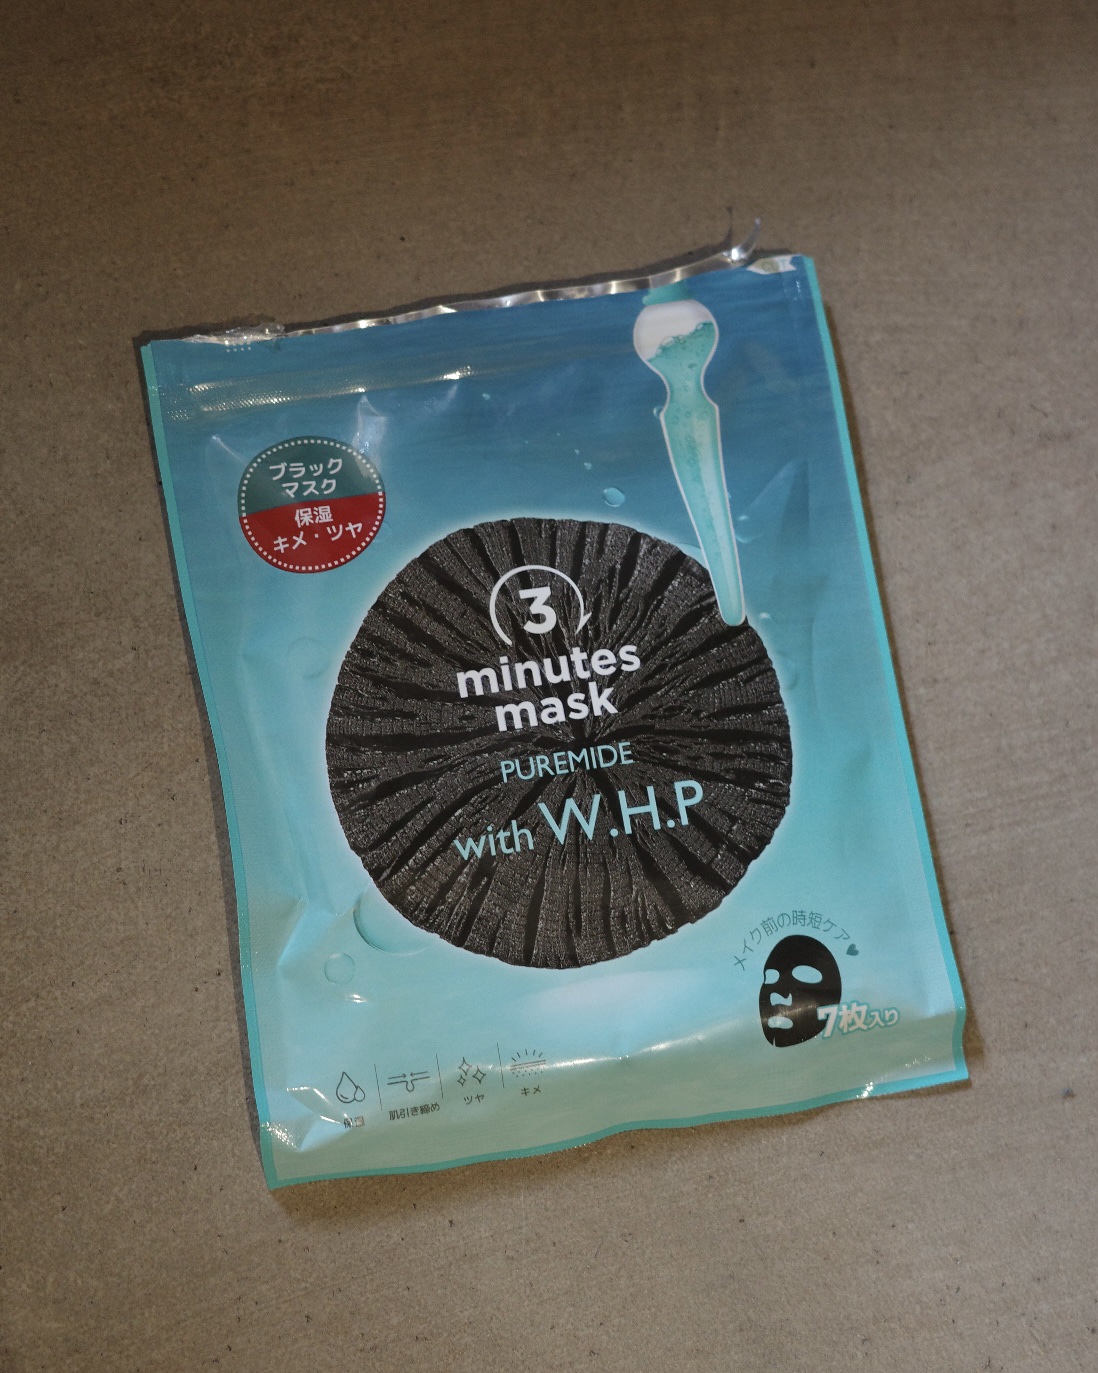 ブラック
マスク
保湿
キメ・ツヤ
3
minutes
mask
PUREMIDE
with W.H.P
メイク前の時短ケア♥
7枚入り
保湿
肌引き締め
ツヤ
キメ